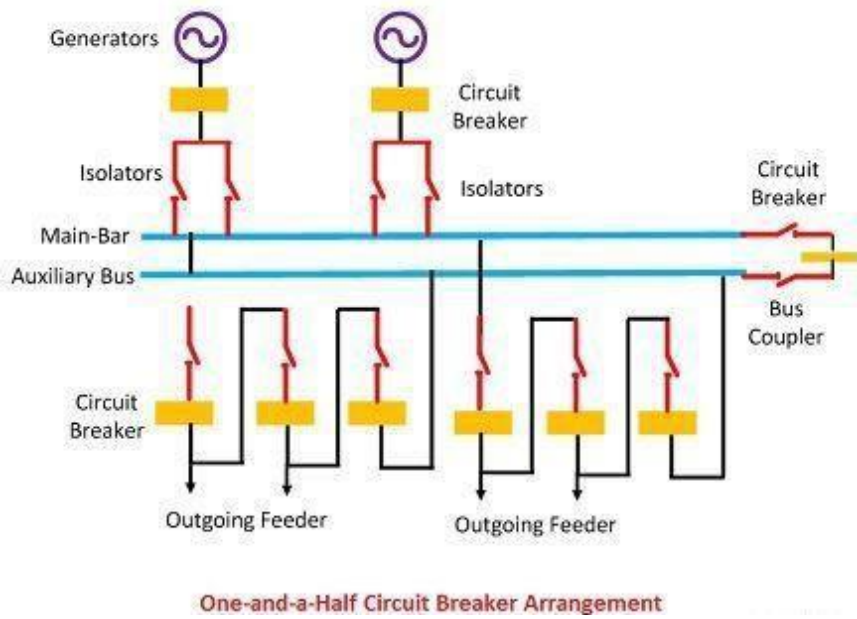 Generators
Circuit
Breaker
Isolators
Isolators
Circuit
Breaker
Main-Bar
Auxiliary Bus
Bus
Coupler
Circuit
Breaker
Outgoing Feeder
Outgoing Feeder
One-and-a-Half Circuit Breaker Arrangement